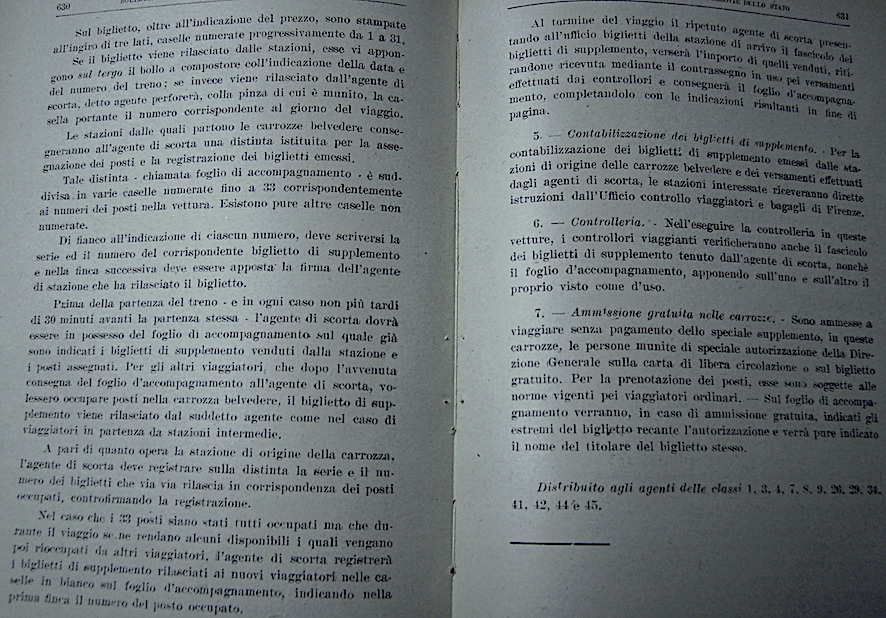 630
Sul biglietto, oltre all'indicazione del prezzo, sono stampate
all'ingiro di tre lati, caselle numerate progressivamente da 1 a 31.
Se il biglietto viene rilasciato dalle stazioni, esse vi appon-
gono sul tergo il bollo a compostore coll'indicazione della data e
del numero del treno; se invece viene rilasciato dall'agente di
scorta, detto agente perforerà, colla pinza di cui è munito, la ca-
sella portante il numero corrispondente al giorno del viaggio.
Le stazioni dalle quali partono le carrozze belvedere conse-
gneranno all'agente di scorta una distinta istituita per la asse-
gnazione dei posti e la registrazione dei biglietti emessi.
Tale distinta - chiamata foglio di accompagnamento - è sud-
divisa in varie caselle numerate fino a 33 corrispondentemente
ai numeri dei posti nella vettura. Esistono pure altre caselle non
numerate.
Di fianco all'indicazione di ciascun numero, deve scriversi la
serie ed il numero del corrispondente biglietto di supplemento
e nella finca successiva deve essere apposta la firma dell'agente
di stazione che ha rilasciato il biglietto.
Prima della partenza del treno - e in ogni caso non più tardi
di 30 minuti avanti la partenza stessa - l'agente di scorta dovrà
essere in possesso del foglio di accompagnamento sul quale già
sono indicati i biglietti di supplemento venduti dalla stazione e
i posti assegnati. Per gli altri viaggiatori, che dopo l'avvenuta
consegna del foglio d'accompagnamento all'agente di scorta, vo-
lessero occupare posti nella carrozza belvedere, il biglietto di sup-
plemento viene rilasciato dal suddetto agente come nel caso di
viaggiatori in partenza da stazioni intermedie.
A pari di quanto opera la stazione di origine della carrozza,
l'agente di scorta deve registrare sulla distinta la serie e il nu-
mero dei biglietti che via via rilascia in corrispondenza dei posti
occupati, controfirmando la registrazione.
Nel caso che i 33 posti siano stati tutti occupati ma che du-
rante il viaggio se ne rendano alcuni disponibili i quali vengano
poi rioccupati da altri viaggiatori, l'agente di scorta registrerà
i biglietti di supplemento rilasciati ai nuovi viaggiatori nelle ca-
selle in bianco sul foglio d'accompagnamento, indicando nella
prima finca il numero del posto occupato.
DELLO STATO 631
Al termine del viaggio il ripetuto agente di scorta presen-
tando all'ufficio biglietti della stazione di arrivo il fascicolo dei
biglietti di supplemento, verserà l'importo di quelli venduti, riti-
randone ricevuta mediante il contrassegno in uso pei versamenti
effettuati dai controllori e consegnerà il foglio d'accompagna-
mento, completandolo con le indicazioni risultanti in fine di
pagina.
5. — Contabilizzazione dei biglietti di supplemento. - Per la
contabilizzazione dei biglietti di supplemento emessi dalle sta-
zioni di origine delle carrozze belvedere e dei versamenti effettuati
dagli agenti di scorta, le stazioni interessate riceveranno dirette
istruzioni dall'Ufficio controllo viaggiatori e bagagli di Firenze.
6. — Controlleria. - Nell'eseguire la controlleria in queste
vetture, i controllori viaggianti verificheranno anche il fascicolo
dei biglietti di supplemento tenuto dall'agente di scorta, nonchè
il foglio d'accompagnamento, apponendo sull'uno e sull'altro il
proprio visto come d'uso.
7. — Ammissione gratuita nelle carrozze. - Sono ammesse a
viaggiare senza pagamento dello speciale supplemento, in queste
carrozze, le persone munite di speciale autorizzazione della Dire-
zione Generale sulla carta di libera circolazione o sul biglietto
gratuito. Per la prenotazione dei posti, esse sono soggette alle
norme vigenti pei viaggiatori ordinari. — Sul foglio di accompa-
gnamento verranno, in caso di ammissione gratuita, indicati gli
estremi del biglietto recante l'autorizzazione e verrà pure indicato
il nome del titolare del biglietto stesso.
Distribuito agli agenti delle classi 1, 3, 4, 7, 8, 9, 26, 29, 34,
41, 42, 44 e 45.